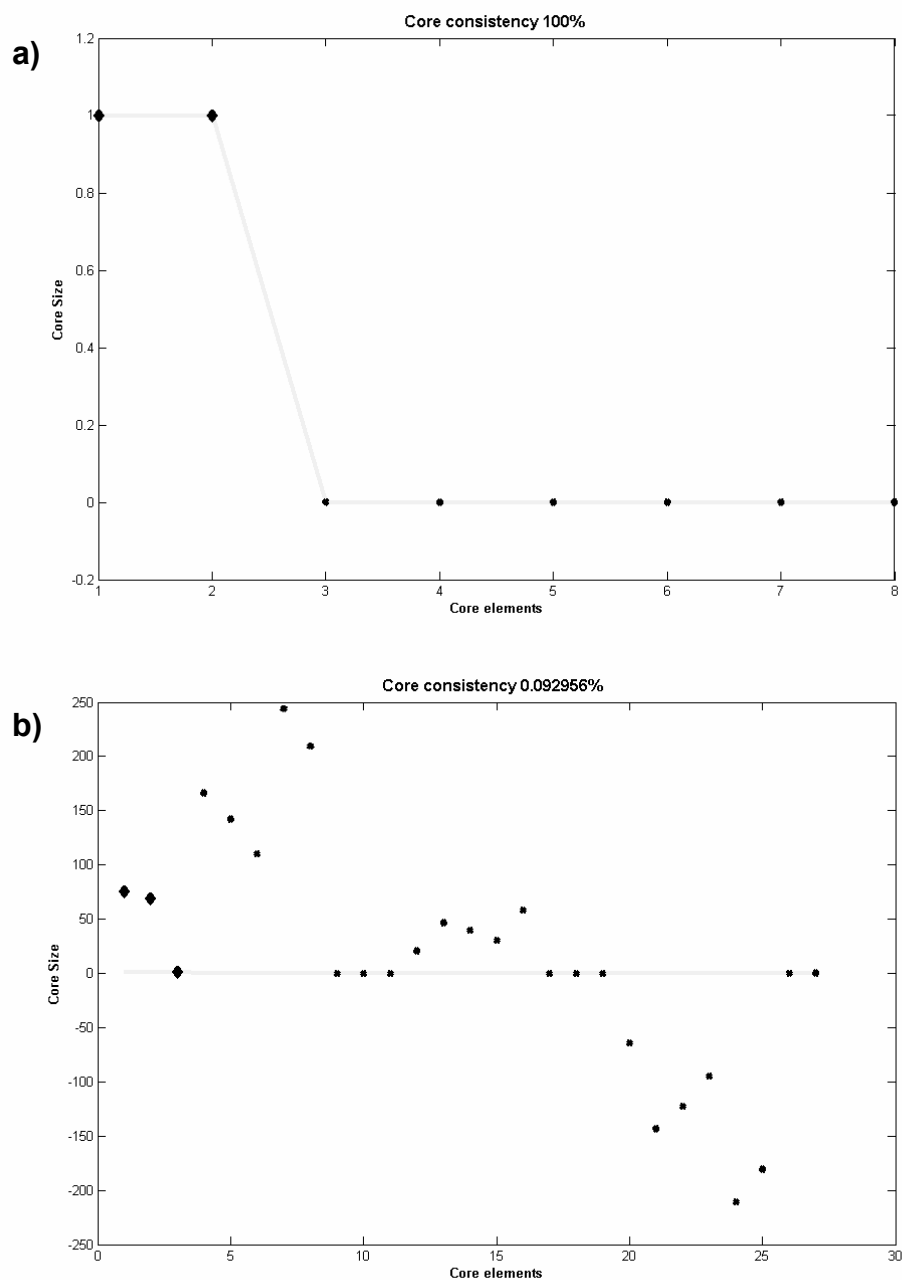 Core consistency 100%
a)
1.2
1
0.8
0.6
0.4
0.2
0
-0.2
Core Size
1 2 3 4 5 6 7 8
Core elements
Core consistency 0.092956%
b)
250
200
150
100
50
0
-50
-100
-150
-200
-250
Core Size
0 5 10 15 20 25 30
Core elements